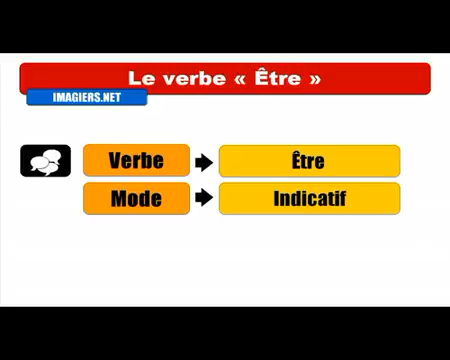 Le verbe « Être »
IMAGIERS.NET
Verbe Être
Mode Indicatif